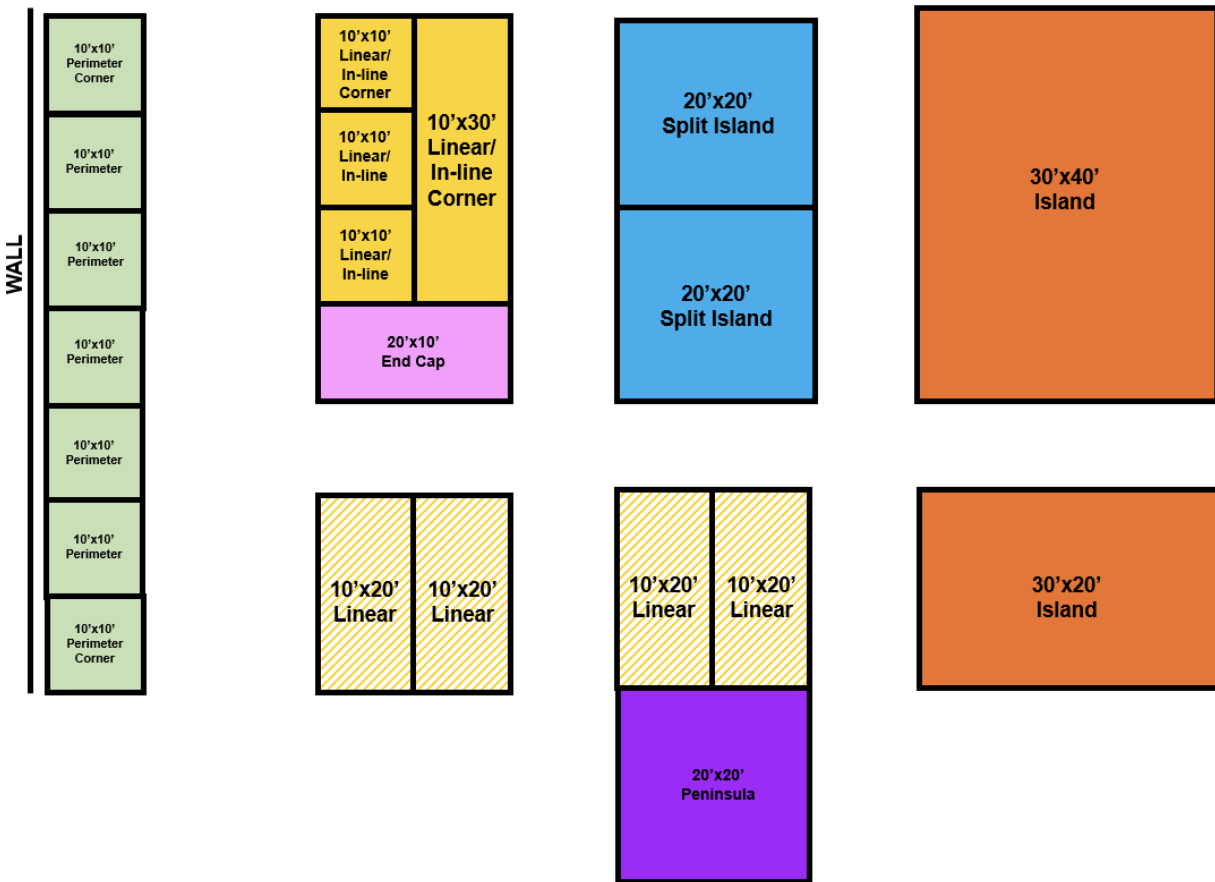 WALL
10’x10’
Perimeter
Corner
10’x10’
Perimeter
10’x10’
Perimeter
10’x10’
Perimeter
10’x10’
Perimeter
10’x10’
Perimeter
10’x10’
Perimeter
Corner
10’x10’
Linear/
In-line
Corner
10’x10’
Linear/
In-line
10’x10’
Linear/
In-line
10’x30’
Linear/
In-line
Corner
20’x10’
End Cap
20’x20’
Split Island
20’x20’
Split Island
30’x40’
Island
10’x20’
Linear
10’x20’
Linear
10’x20’
Linear
10’x20’
Linear
20’x20’
Peninsula
30’x20’
Island